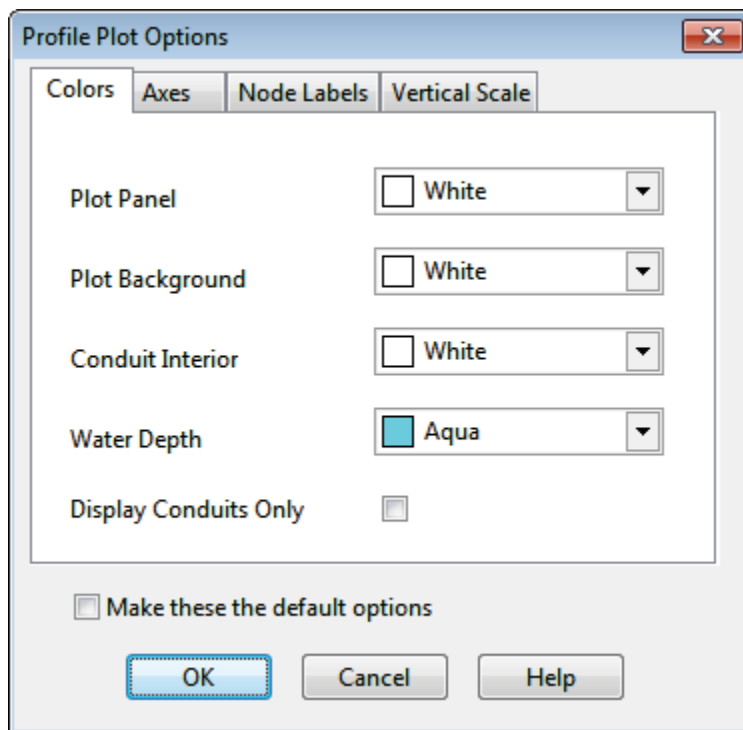 Profile Plot Options
Colors Axes Node Labels Vertical Scale
Plot Panel White
Plot Background White
Conduit Interior White
Water Depth Aqua
Display Conduits Only
Make these the default options
OK Cancel Help